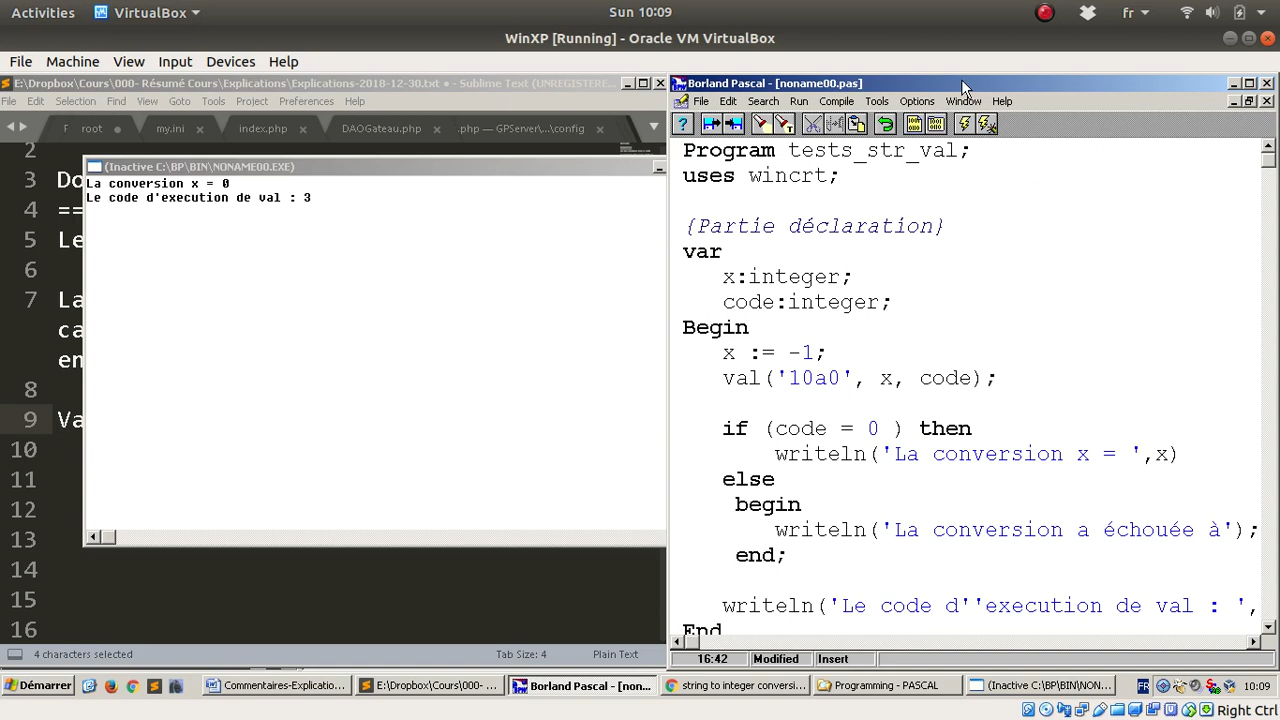 Activities VirtualBox Sun 10:09 fr
WinXP [Running] - Oracle VM VirtualBox
File Machine View Input Devices Help
E:\Dropbox\Cours\000- Résumé Cours\Explications\Explications-2018-12-30.txt • - Sublime Text (UNREGISTERE...
File Edit Selection Find View Goto Tools Project Preferences Help
F root my.ini index.php DAOGateau.php .php — GPServer\...\config
2
3 Do
4 ==
5 Le
6
7 La
ca
en
8
9 Va
10
11
12
13
14
15
16
4 characters selected Tab Size: 4 Plain Text
(Inactive C:\BP\BIN\NONAME00.EXE)
La conversion x = 0
Le code d'execution de val : 3
Borland Pascal - [noname00.pas]
File Edit Search Run Compile Tools Options Window Help
Program tests_str_val;
uses wincrt;
{Partie déclaration}
var
x:integer;
code:integer;
Begin
x := -1;
val('10a0', x, code);
if (code = 0 ) then
writeln('La conversion x = ',x)
else
begin
writeln('La conversion a échouée à');
end;
writeln('Le code d''execution de val : ',
End
16:42 Modified Insert
Démarrer Commentaires-Explicatio... E:\Dropbox\Cours\000- ... Borland Pascal - [non... string to integer conversi... Programming - PASCAL (Inactive C:\BP\BIN\NON... FR 10:09
Right Ctrl